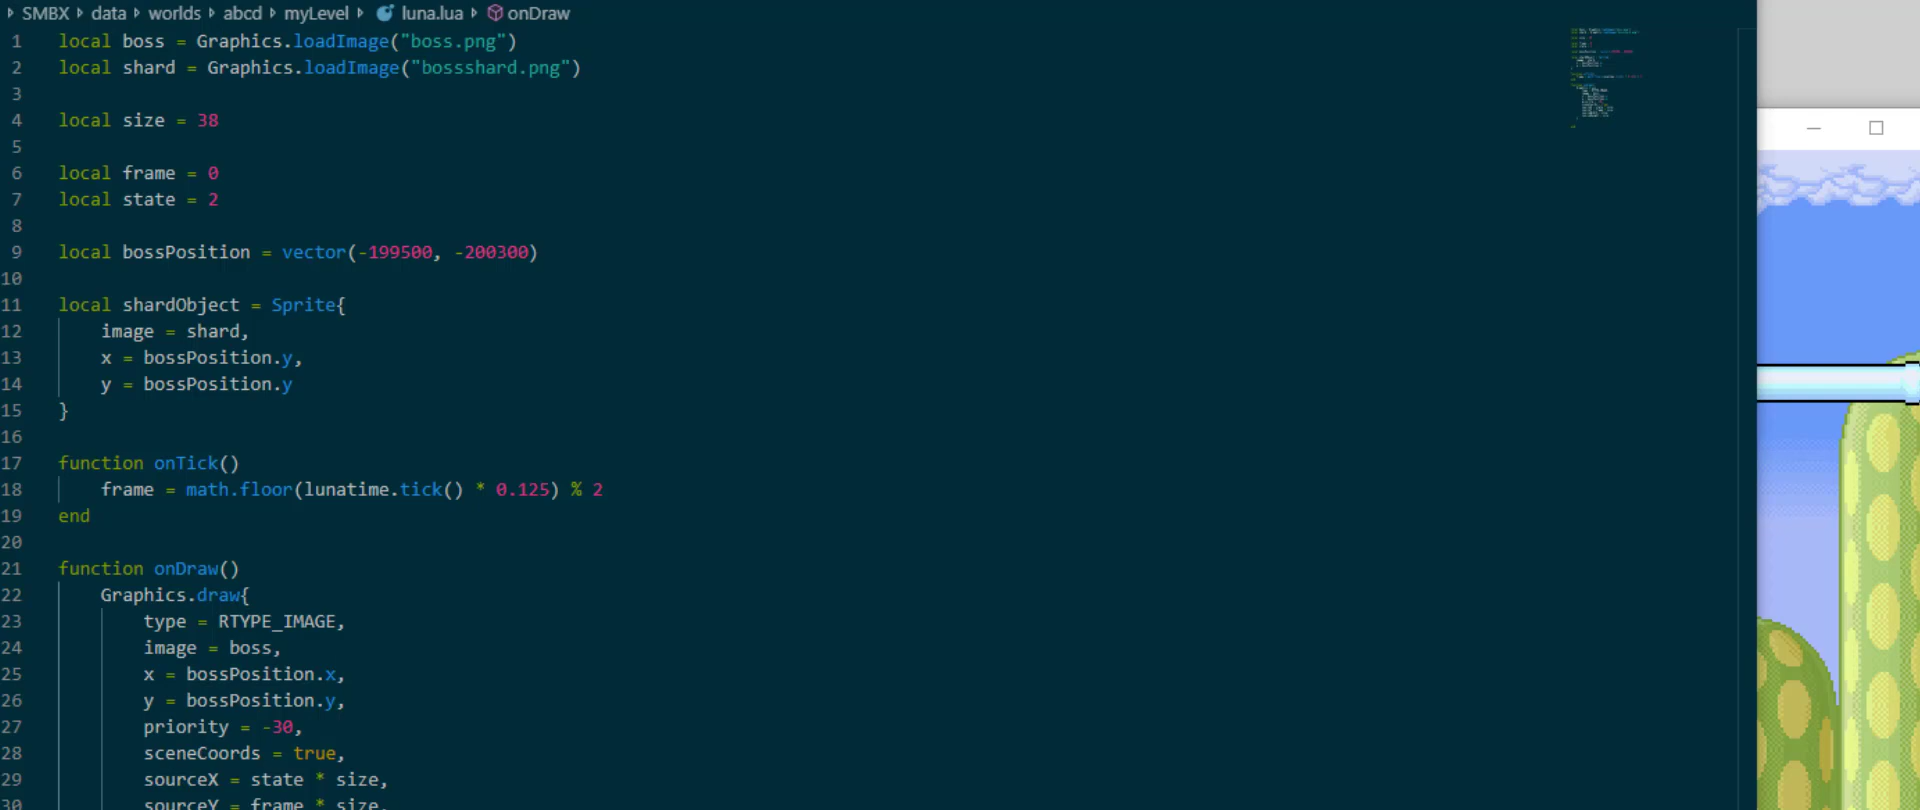 SMBX data worlds abcd myLevel luna.lua onDraw
1 local boss = Graphics.loadImage("boss.png")
2 local shard = Graphics.loadImage("bossshard.png")
3
4 local size = 38
5
6 local frame = 0
7 local state = 2
8
9 local bossPosition = vector(-199500, -200300)
10
11 local shardObject = Sprite{
12 image = shard,
13 x = bossPosition.y,
14 y = bossPosition.y
15 }
16
17 function onTick()
18 frame = math.floor(lunatime.tick() * 0.125) % 2
19 end
20
21 function onDraw()
22 Graphics.draw{
23 type = RTYPE_IMAGE,
24 image = boss,
25 x = bossPosition.x,
26 y = bossPosition.y,
27 priority = -30,
28 sceneCoords = true,
29 sourceX = state * size,
30 sourceY = frame * size,